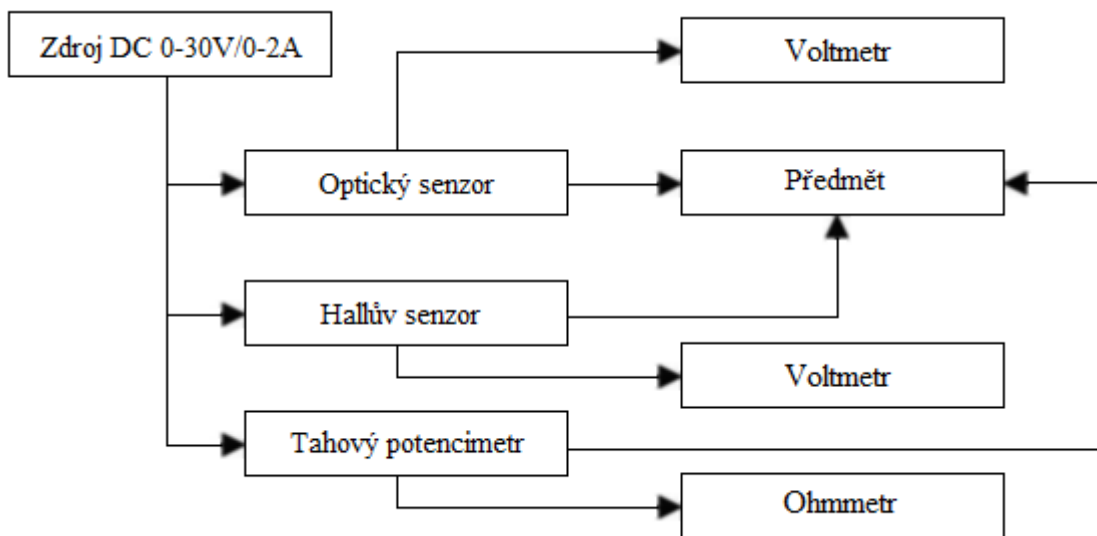 Zdroj DC 0-30V/0-2A
Voltmetr
Optický senzor
Předmět
Hallův senzor
Voltmetr
Tahový potencimetr
Ohmmetr